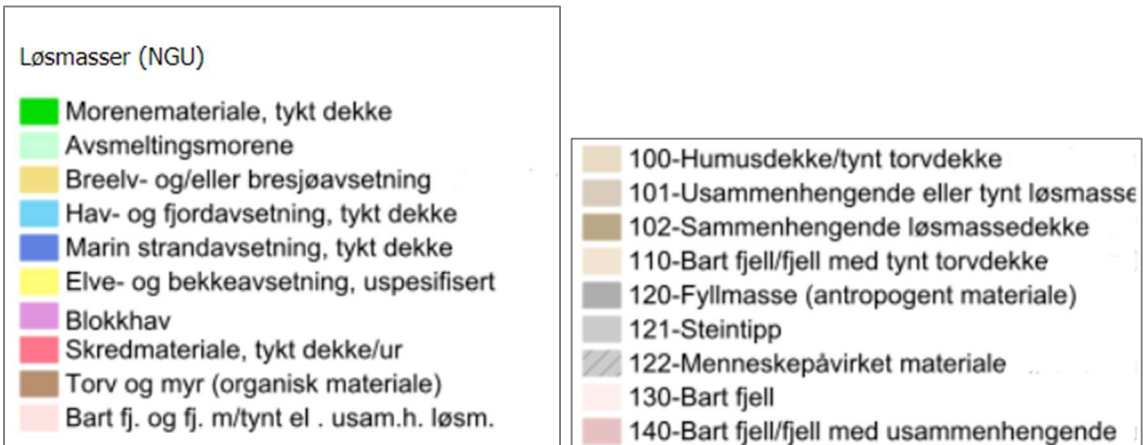 Løsmasser (NGU)
Morenemateriale, tykt dekke
Avsmeltingsmorene
Breelv- og/eller bresjøavsetning
Hav- og fjordavsetning, tykt dekke
Marin strandavsetning, tykt dekke
Elve- og bekkeavsetning, uspesifisert
Blokkhav
Skredmateriale, tykt dekke/ur
Torv og myr (organisk materiale)
Bart fj. og fj. m/tynt el . usam.h. løsm.
100-Humusdekke/tynt torvdekke
101-Usammenhengende eller tynt løsmasse
102-Sammenhengende løsmassedekke
110-Bart fjell/fjell med tynt torvdekke
120-Fyllmasse (antropogent materiale)
121-Steintipp
122-Menneskepåvirket materiale
130-Bart fjell
140-Bart fjell/fjell med usammenhengende